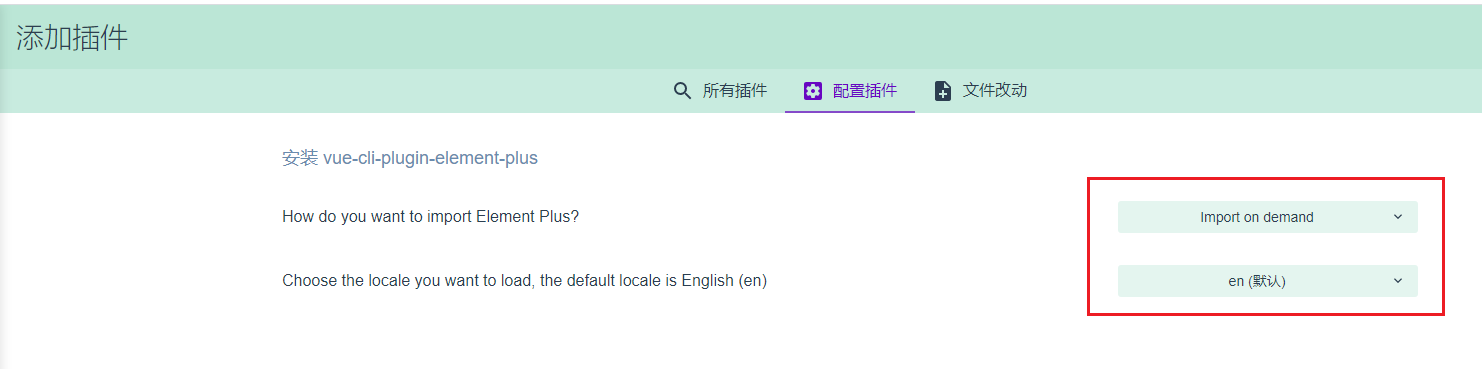 添加插件
所有插件 配置插件 文件改动
安装 vue-cli-plugin-element-plus
How do you want to import Element Plus? Import on demand
Choose the locale you want to load, the default locale is English (en) en (默认)